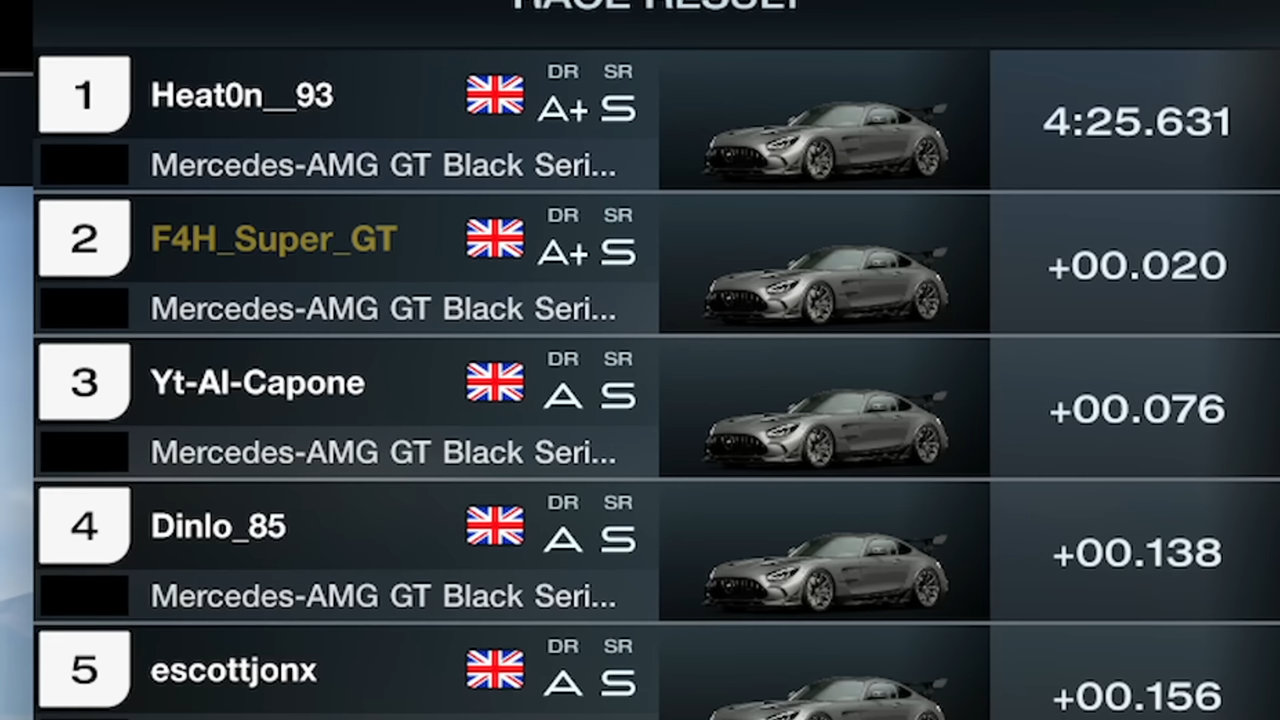 RACE RESULT
1 Heat0n__93 DR SR A+ S 4:25.631
Mercedes-AMG GT Black Seri...
2 F4H_Super_GT DR SR A+ S +00.020
Mercedes-AMG GT Black Seri...
3 Yt-Al-Capone DR SR A S +00.076
Mercedes-AMG GT Black Seri...
4 Dinlo_85 DR SR A S +00.138
Mercedes-AMG GT Black Seri...
5 escottjonx DR SR A S +00.156